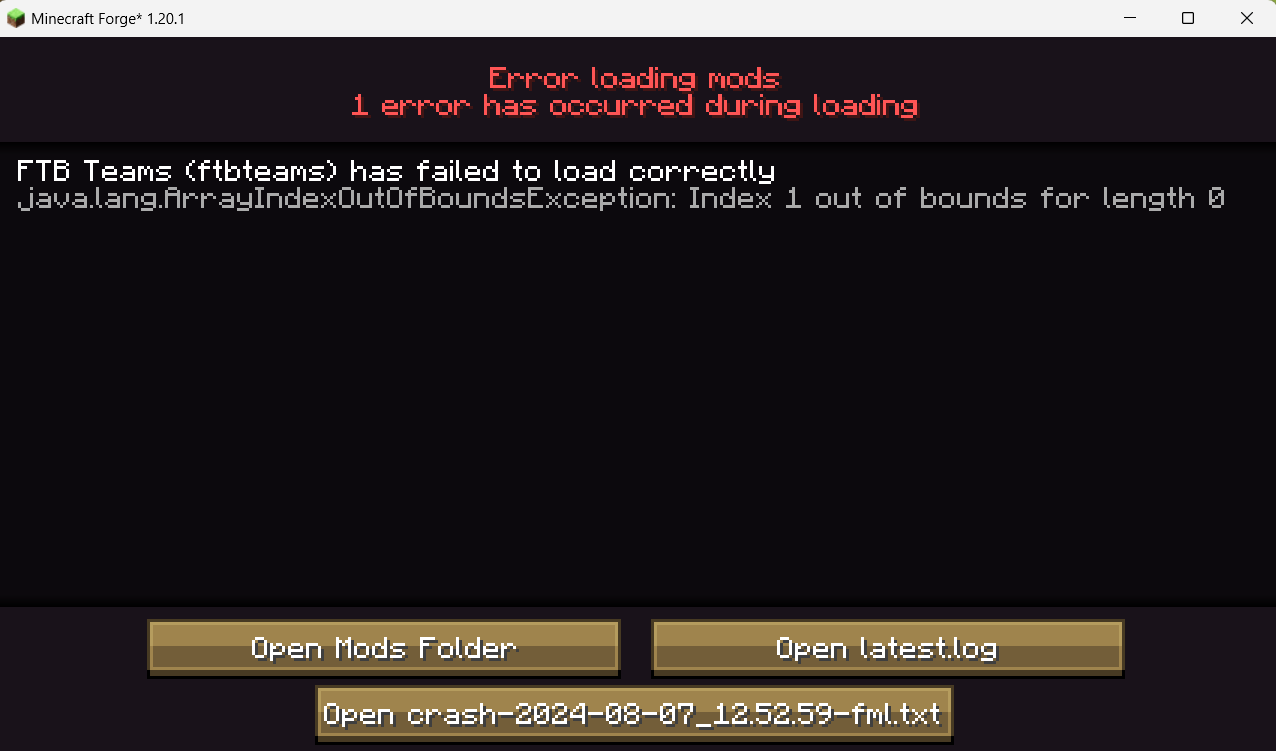 Minecraft Forge* 1.20.1
Error loading mods
1 error has occurred during loading
FTB Teams (ftbteams) has failed to load correctly
java.lang.ArrayIndexOutOfBoundsException: Index 1 out of bounds for length 0
Open Mods Folder
Open latest.log
Open crash-2024-08-07_12.52.59-fml.txt